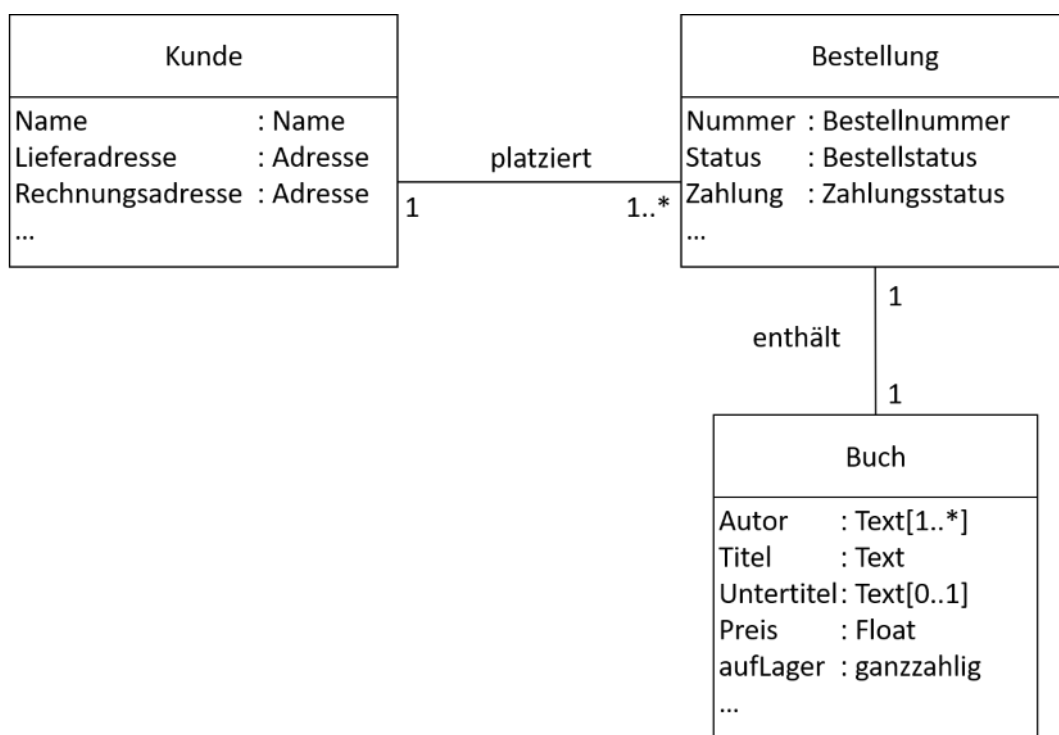 Kunde
Name : Name
Lieferadresse : Adresse
Rechnungsadresse : Adresse
...
platziert
1
1..*
Bestellung
Nummer : Bestellnummer
Status : Bestellstatus
Zahlung : Zahlungsstatus
...
1
enthält
1
Buch
Autor : Text[1..*]
Titel : Text
Untertitel : Text[0..1]
Preis : Float
aufLager : ganzzahlig
...